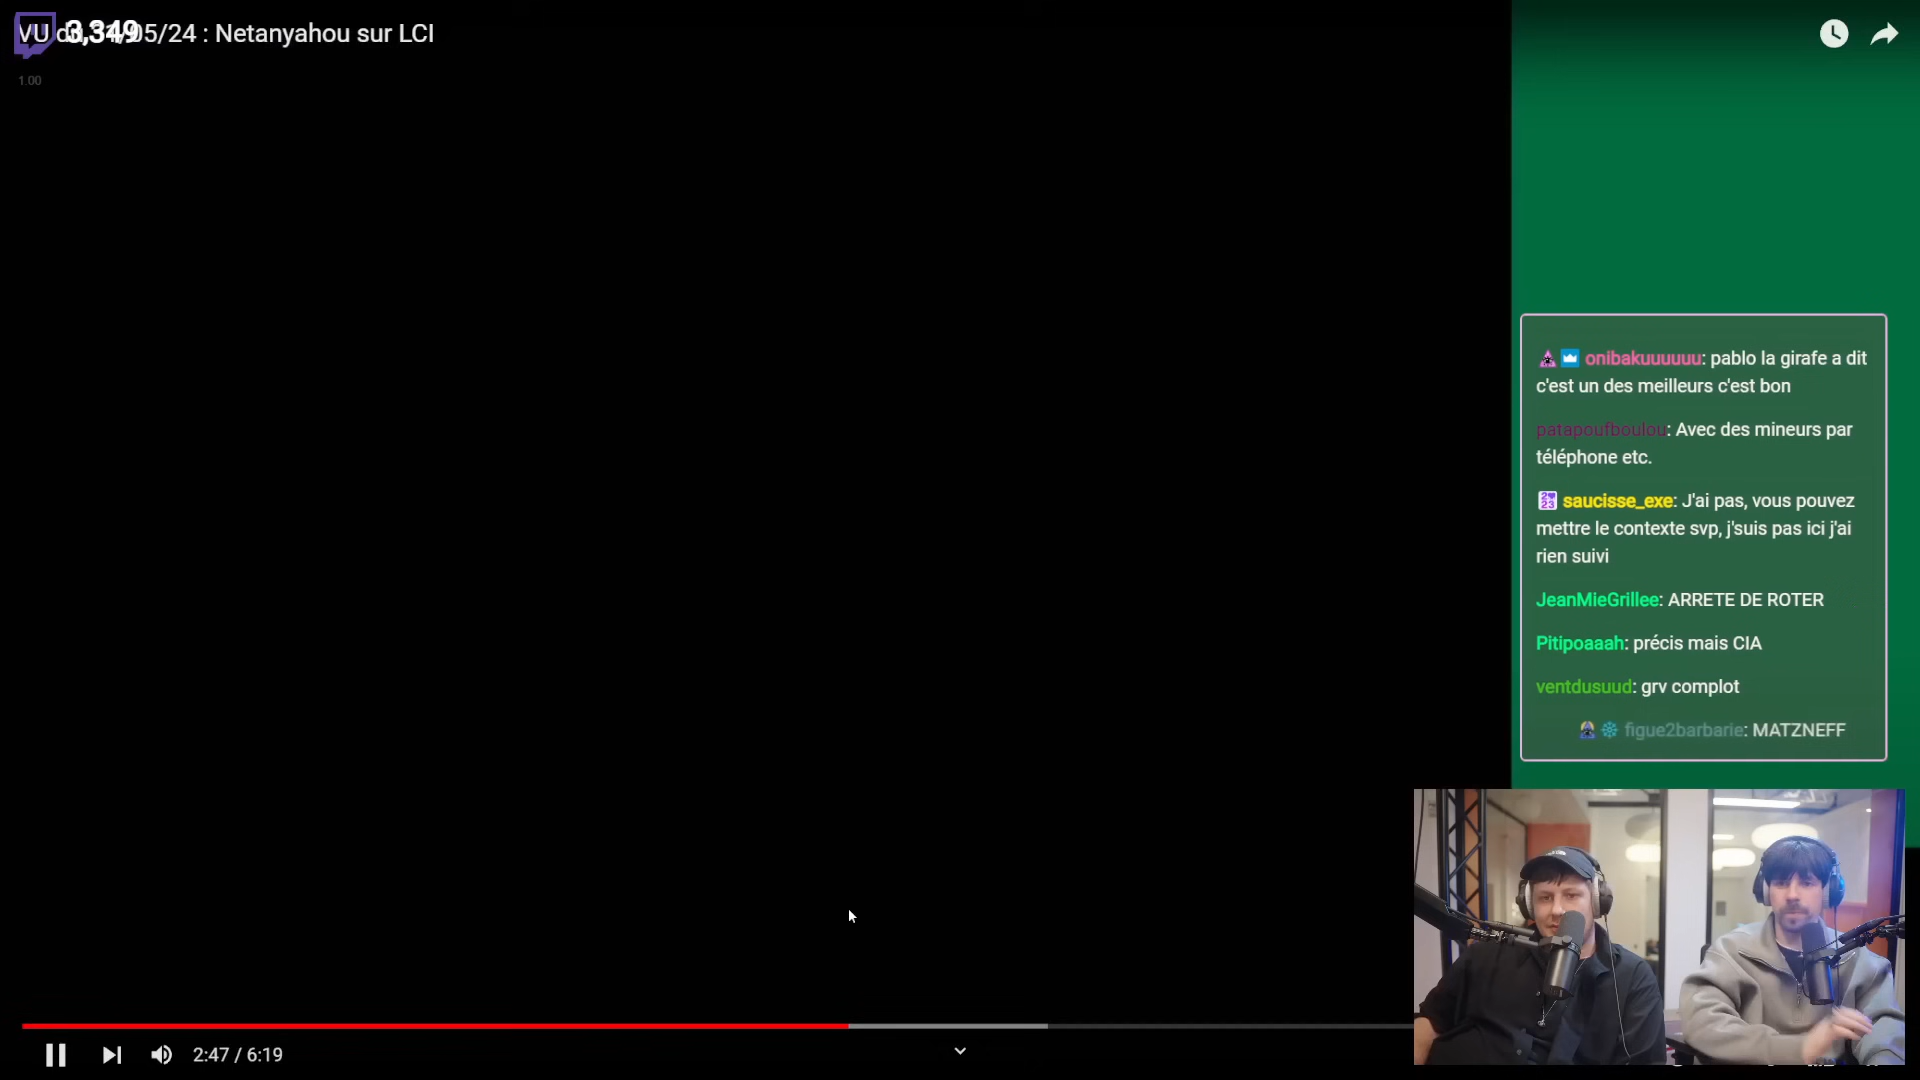 VU du 31/05/24 : Netanyahou sur LCI
3,349
1.00
onibakuuuuuu: pablo la girafe a dit
c'est un des meilleurs c'est bon
patapoufboulou: Avec des mineurs par
téléphone etc.
saucisse_exe: J'ai pas, vous pouvez
mettre le contexte svp, j'suis pas ici j'ai
rien suivi
JeanMieGrillee: ARRETE DE ROTER
Pitipoaaah: précis mais CIA
ventdusuud: grv complot
figue2barbarie: MATZNEFF
2:47 / 6:19